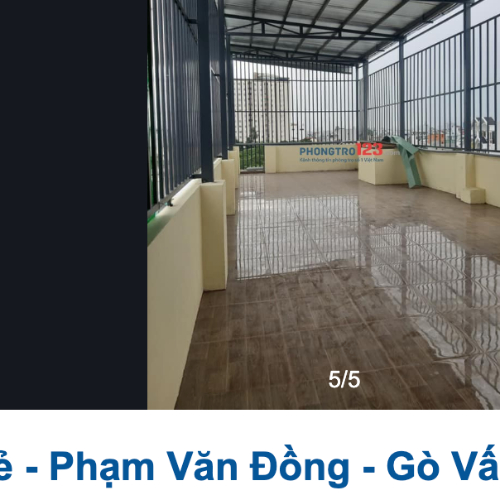 PHONGTRO123
Kênh thông tin phòng trọ số 1 Việt Nam
5/5
ẻ - Phạm Văn Đồng - Gò Vấ